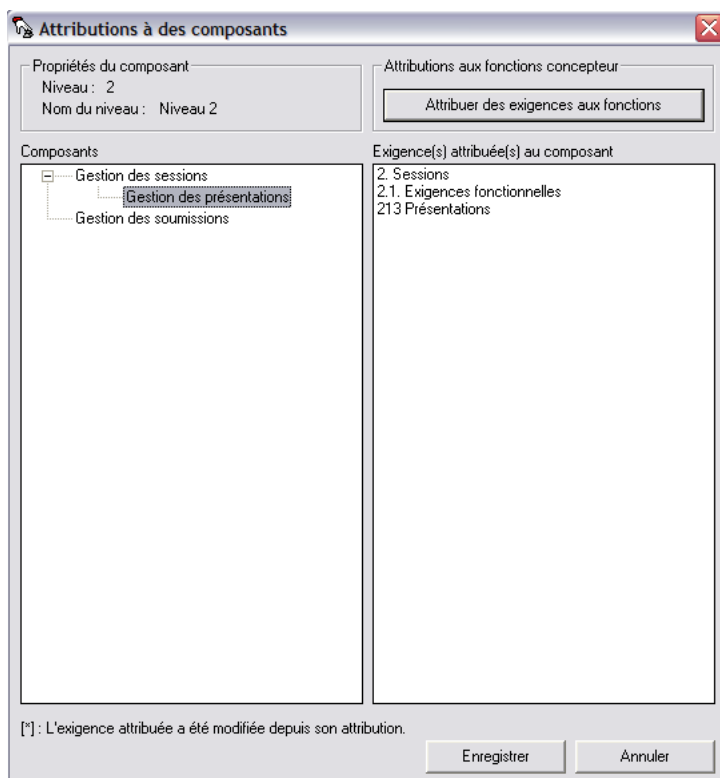 Attributions à des composants
Propriétés du composant
Niveau : 2
Nom du niveau : Niveau 2
Attributions aux fonctions concepteur
Attribuer des exigences aux fonctions
Composants
Gestion des sessions
Gestion des présentations
Gestion des soumissions
Exigence(s) attribuée(s) au composant
2. Sessions
2.1. Exigences fonctionnelles
213 Présentations
[*] : L'exigence attribuée a été modifiée depuis son attribution.
Enregistrer
Annuler